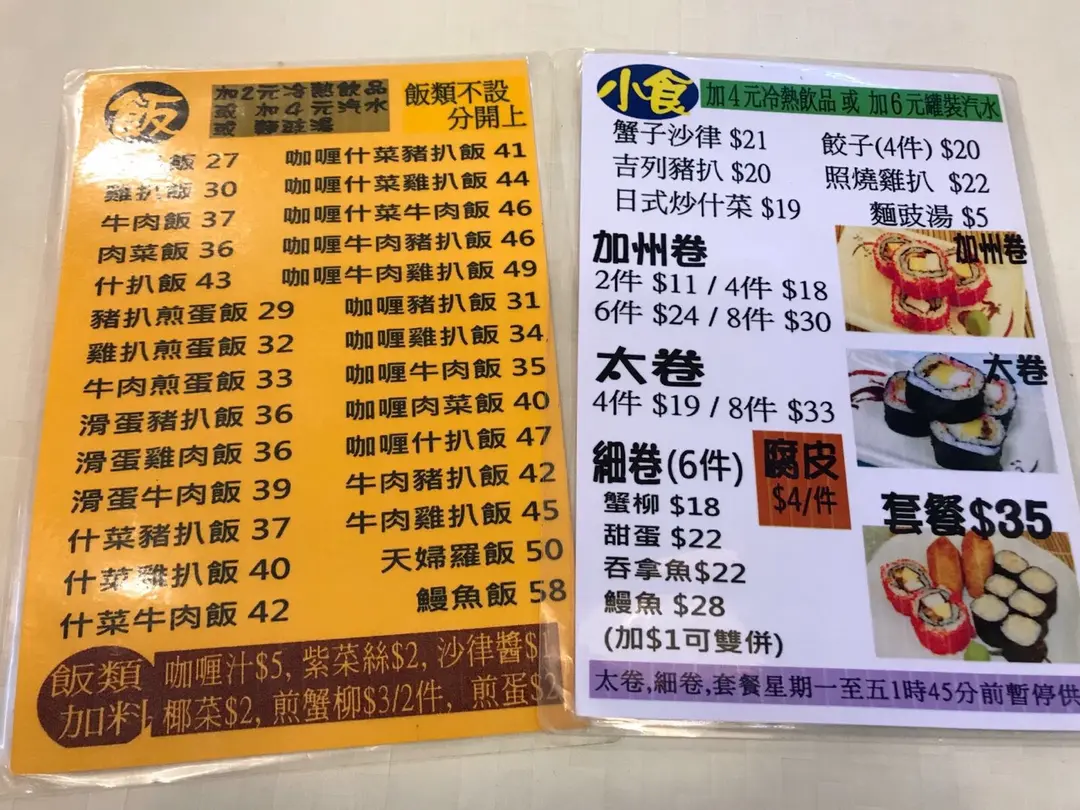 飯
加2元冷熱飲品
或 加4元汽水
或 麵豉湯
飯類不設
分開上
飯 27
雞扒飯 30
牛肉飯 37
肉菜飯 36
什扒飯 43
豬扒煎蛋飯 29
雞扒煎蛋飯 32
牛肉煎蛋飯 33
滑蛋豬扒飯 36
滑蛋雞肉飯 36
滑蛋牛肉飯 39
什菜豬扒飯 37
什菜雞扒飯 40
什菜牛肉飯 42
咖喱什菜豬扒飯 41
咖喱什菜雞扒飯 44
咖喱什菜牛肉飯 46
咖喱牛肉豬扒飯 46
咖喱牛肉雞扒飯 49
咖喱豬扒飯 31
咖喱雞扒飯 34
咖喱牛肉飯 35
咖喱肉菜飯 40
咖喱什扒飯 47
牛肉豬扒飯 42
牛肉雞扒飯 45
天婦羅飯 50
鰻魚飯 58
飯類
加料
咖喱汁$5, 紫菜絲$2, 沙律醬$1
椰菜$2, 煎蟹柳$3/2件, 煎蛋$2
小食
加4元冷熱飲品 或 加6元罐裝汽水
蟹子沙律 $21
吉列豬扒 $20
日式炒什菜 $19
餃子(4件) $20
照燒雞扒 $22
麵豉湯 $5
加州卷
2件 $11 / 4件 $18
6件 $24 / 8件 $30
加州卷
太卷
4件 $19 / 8件 $33
太卷
細卷(6件)
蟹柳 $18
甜蛋 $22
吞拿魚$22
鰻魚 $28
(加$1可雙併)
腐皮
$4/件
套餐$35
太卷,細卷,套餐星期一至五1時45分前暫停供